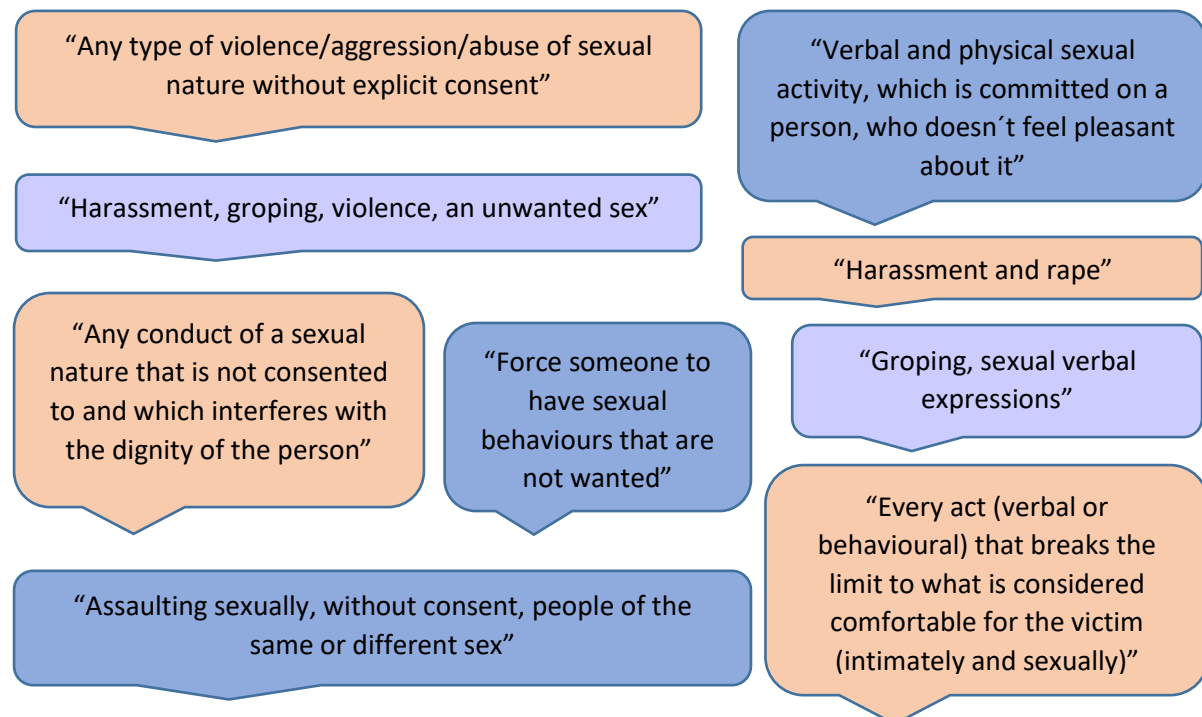 “Any type of violence/aggression/abuse of sexual
nature without explicit consent”
“Verbal and physical sexual
activity, which is committed on a
person, who doesn´t feel pleasant
about it”
“Harassment, groping, violence, an unwanted sex”
“Harassment and rape”
“Any conduct of a sexual
nature that is not consented
to and which interferes with
the dignity of the person”
“Force someone to
have sexual
behaviours that are
not wanted”
“Groping, sexual verbal
expressions”
“Every act (verbal or
behavioural) that breaks the
limit to what is considered
comfortable for the victim
(intimately and sexually)”
“Assaulting sexually, without consent, people of the
same or different sex”